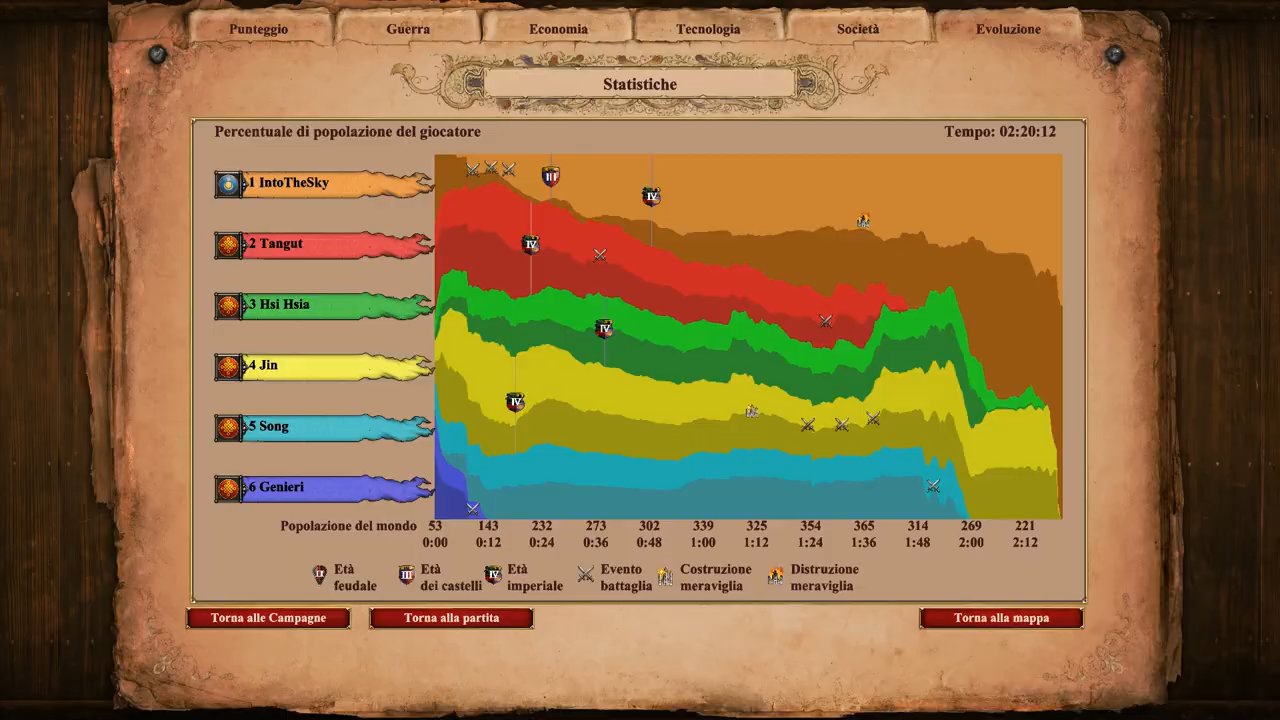 Punteggio Guerra Economia Tecnologia Società Evoluzione
Statistiche
Percentuale di popolazione del giocatore Tempo: 02:20:12
1 IntoTheSky
2 Tangut
3 Hsi Hsia
4 Jin
5 Song
6 Genieri
Popolazione del mondo 53 143 232 273 302 339 325 354 365 314 269 221
0:00 0:12 0:24 0:36 0:48 1:00 1:12 1:24 1:36 1:48 2:00 2:12
Età feudale
Età dei castelli
Età imperiale
Evento battaglia
Costruzione meraviglia
Distruzione meraviglia
Torna alle Campagne Torna alla partita Torna alla mappa